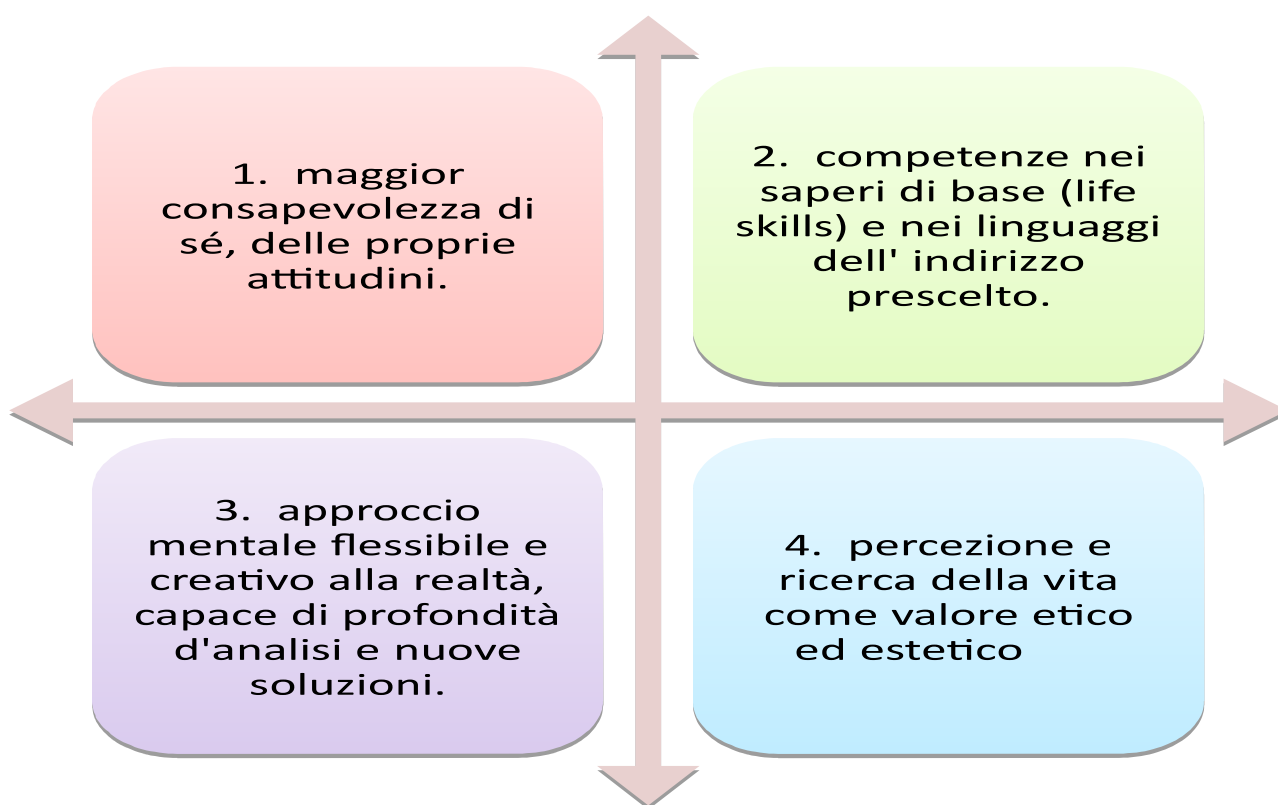 1. maggior
consapevolezza di
sé, delle proprie
attitudini.
2. competenze nei
saperi di base (life
skills) e nei linguaggi
dell' indirizzo
prescelto.
3. approccio
mentale flessibile e
creativo alla realtà,
capace di profondità
d'analisi e nuove
soluzioni.
4. percezione e
ricerca della vita
come valore etico
ed estetico